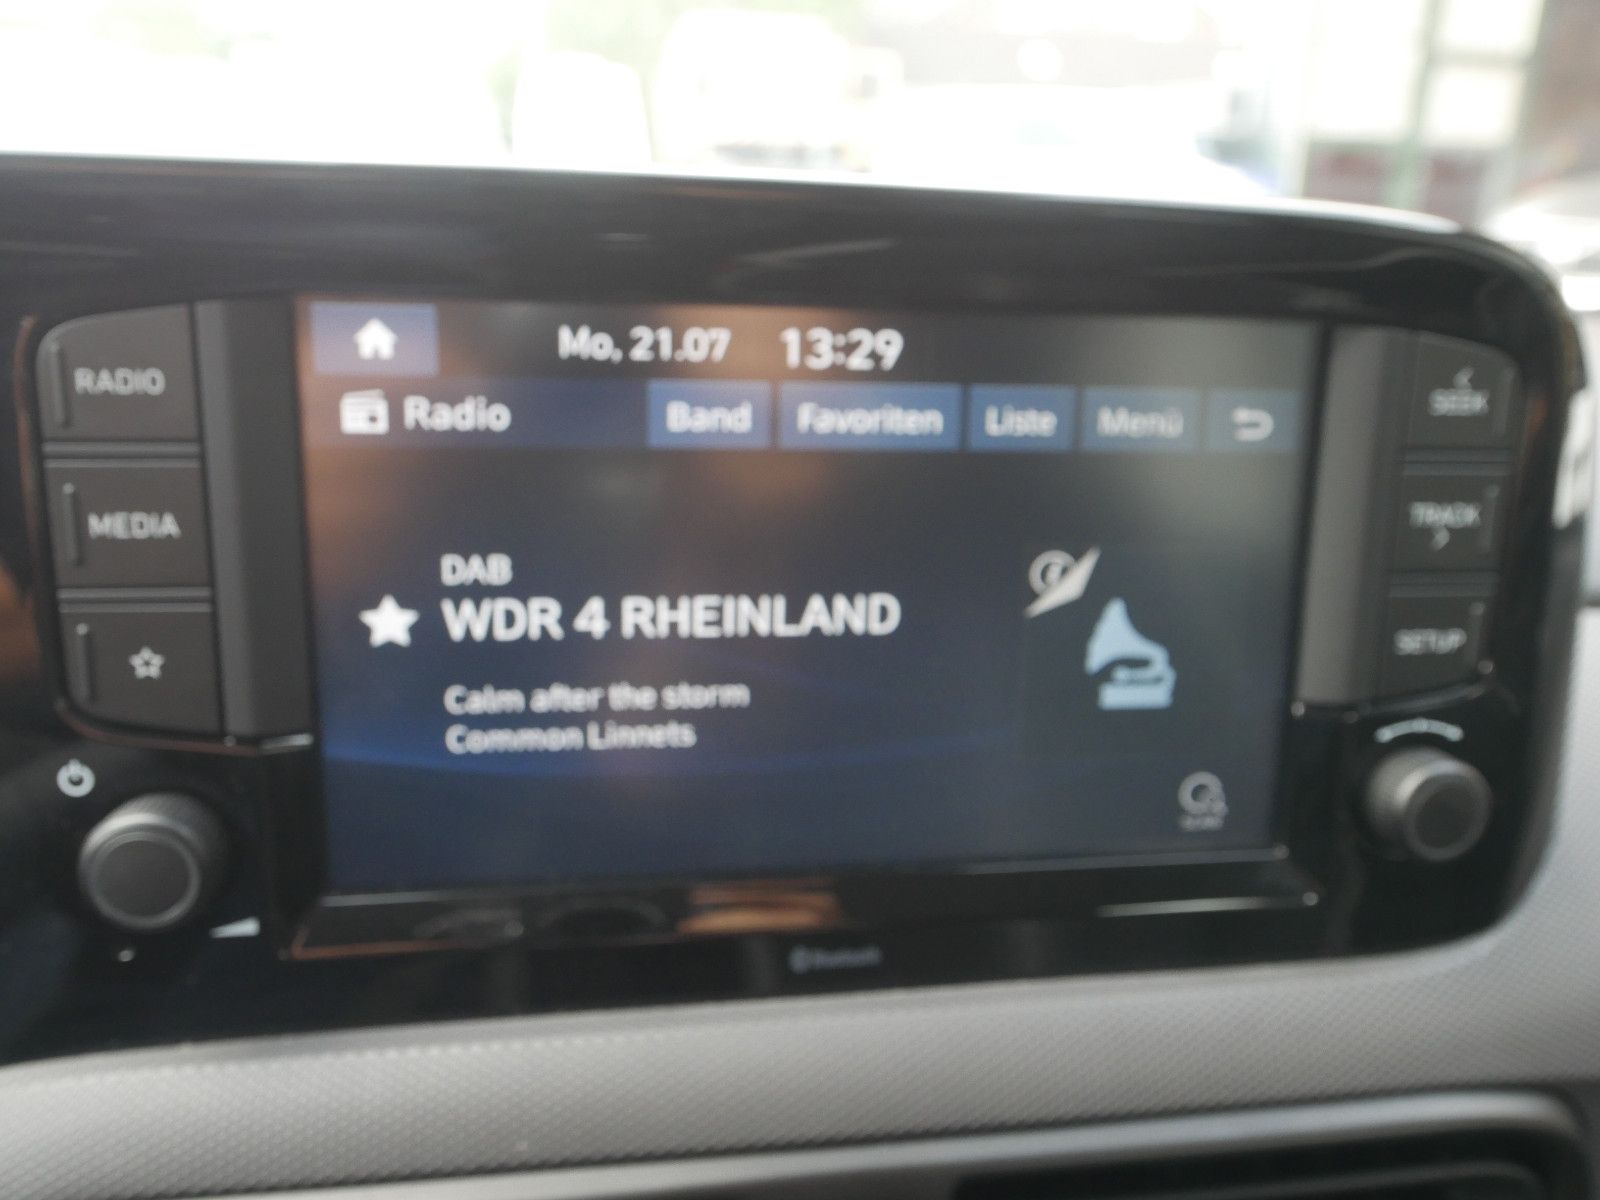 Mo, 21.07 13:29
Radio Band Favoriten Liste Menü
RADIO
MEDIA
DAB
WDR 4 RHEINLAND
Calm after the storm
Common Linnets
SEEK
TRACK
SETUP
Bluetooth